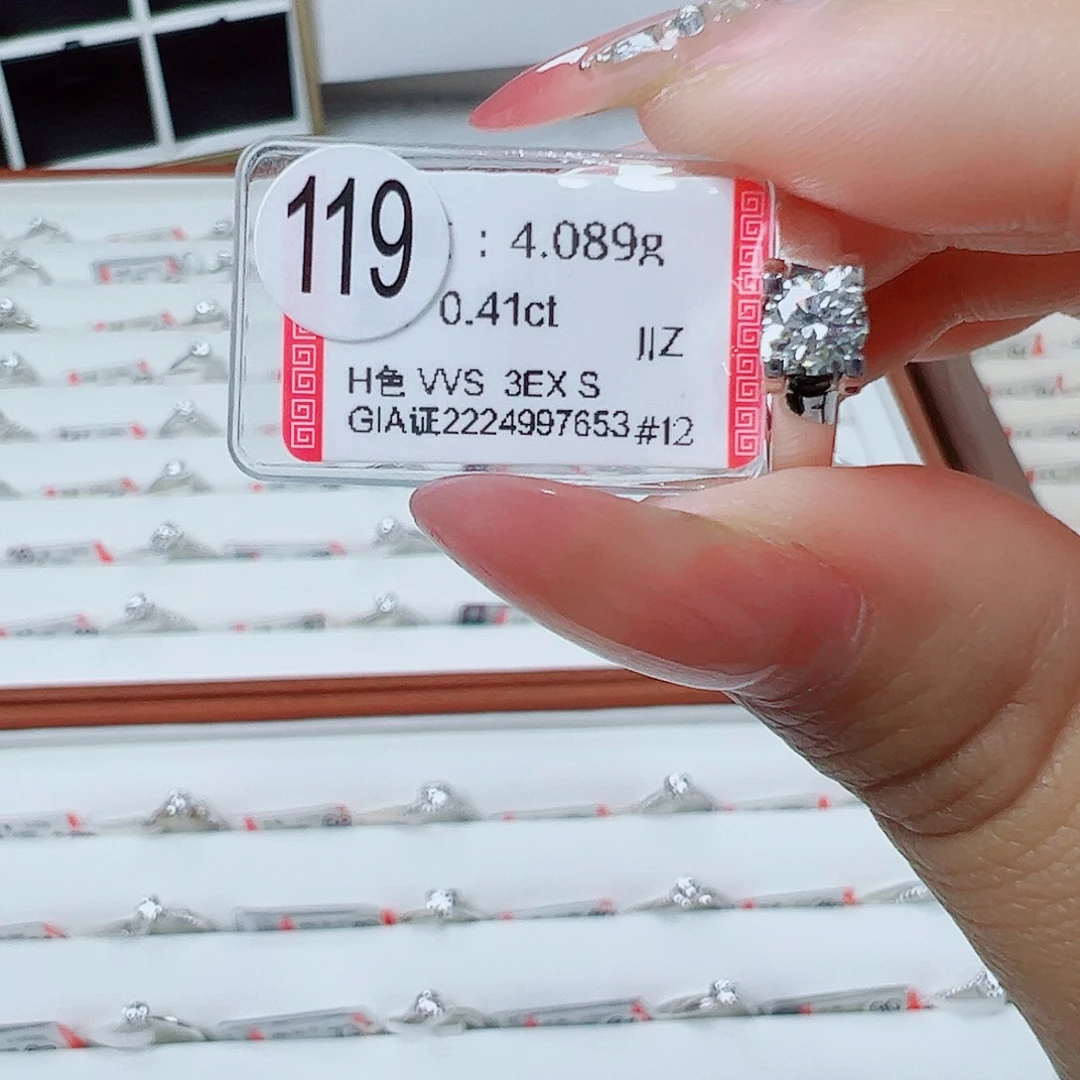 119
: 4.089g
0.41ct
JJZ
H色 VVS 3EX S
GIA证2224997653 #12